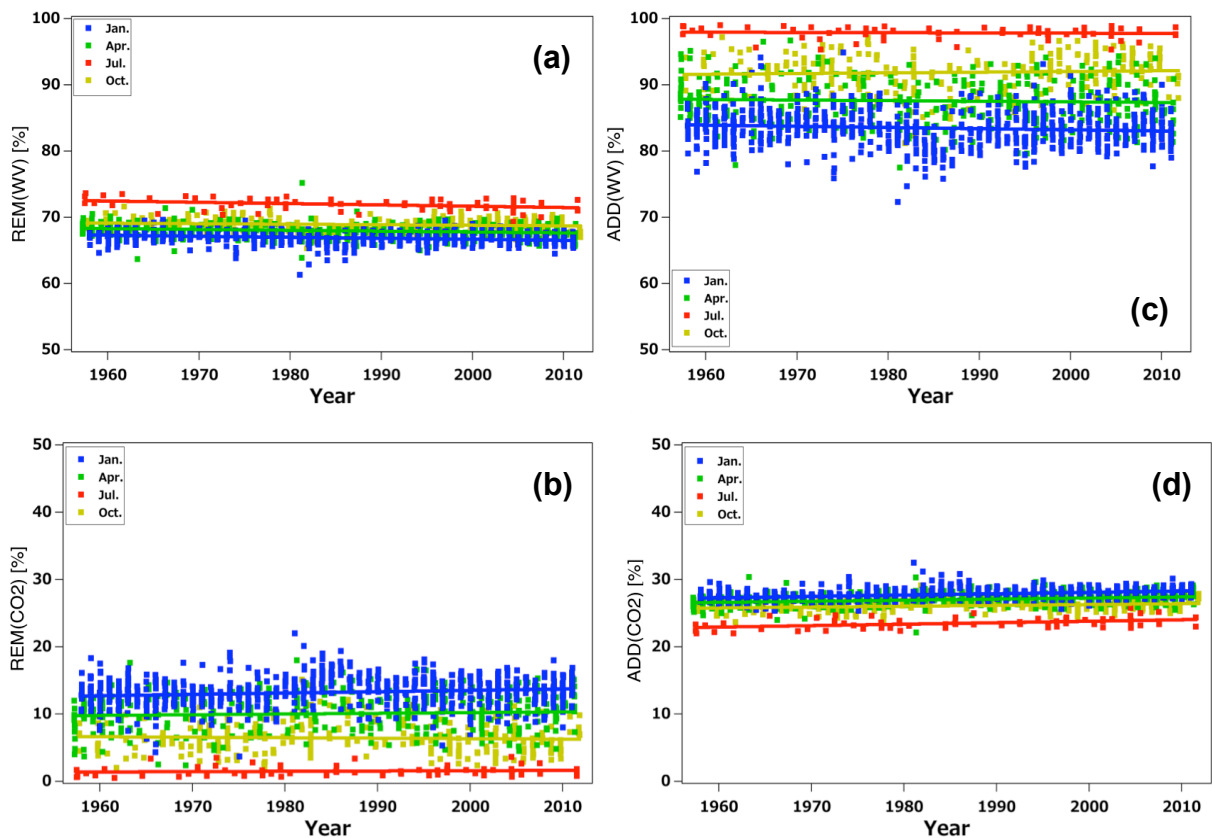 100
90
80
70
60
50
REM(WV) [%]
Jan.
Apr.
Jul.
Oct.
(a)
1960 1970 1980 1990 2000 2010
Year
100
90
80
70
60
50
ADD(WV) [%]
Jan.
Apr.
Jul.
Oct.
(c)
1960 1970 1980 1990 2000 2010
Year
50
40
30
20
10
0
REM(CO2) [%]
Jan.
Apr.
Jul.
Oct.
(b)
1960 1970 1980 1990 2000 2010
Year
50
40
30
20
10
0
ADD(CO2) [%]
Jan.
Apr.
Jul.
Oct.
(d)
1960 1970 1980 1990 2000 2010
Year